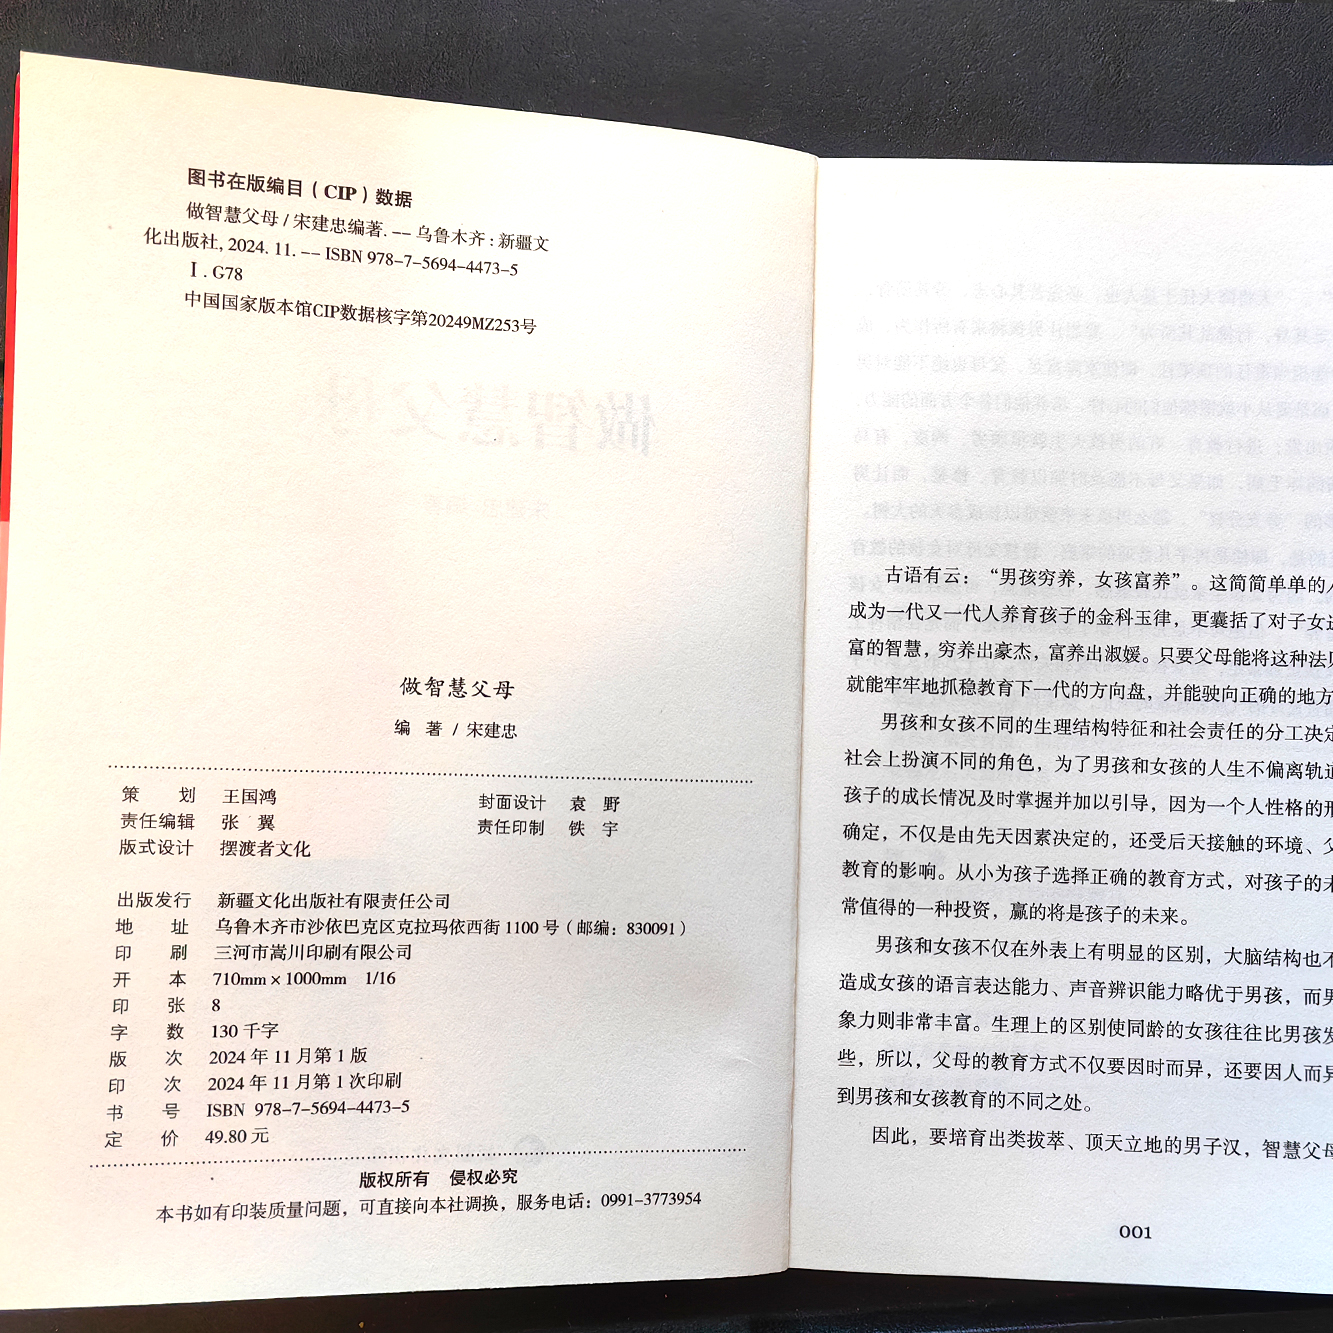 图书在版编目（CIP）数据
做智慧父母 / 宋建忠编著. -- 乌鲁木齐 : 新疆文
化出版社, 2024. 11. -- ISBN 978-7-5694-4473-5
Ⅰ . G78
中国国家版本馆CIP数据核字第20249MZ253号
做智慧父母
编 著 / 宋建忠
策 划 王国鸿
封面设计 袁 野
责任编辑 张 翼
责任印制 铁 宇
版式设计 摆渡者文化
出版发行 新疆文化出版社有限责任公司
地 址 乌鲁木齐市沙依巴克区克拉玛依西街 1100 号（邮编：830091）
印 刷 三河市嵩川印刷有限公司
开 本 710mm × 1000mm 1/16
印 张 8
字 数 130 千字
版 次 2024 年 11 月第 1 版
印 次 2024 年 11 月第 1 次印刷
书 号 ISBN 978-7-5694-4473-5
定 价 49.80 元
版权所有 侵权必究
本书如有印装质量问题，可直接向本社调换，服务电话：0991-3773954
古语有云：“男孩穷养，女孩富养”。这简简单单的
成为一代又一代人养育孩子的金科玉律，更囊括了对子女
富的智慧，穷养出豪杰，富养出淑媛。只要父母能将这种法
就能牢牢地抓稳教育下一代的方向盘，并能驶向正确的地方
男孩和女孩不同的生理结构特征和社会责任的分工决定
社会上扮演不同的角色，为了男孩和女孩的人生不偏离轨
孩子的成长情况及时掌握并加以引导，因为一个人性格的
确定，不仅是由先天因素决定的，还受后天接触的环境、
教育的影响。从小为孩子选择正确的教育方式，对孩子的
常值得的一种投资，赢的将是孩子的未来。
男孩和女孩不仅在外表上有明显的区别，大脑结构也
造成女孩的语言表达能力、声音辨识能力略优于男孩，而
象力则非常丰富。生理上的区别使同龄的女孩往往比男孩
些，所以，父母的教育方式不仅要因时而异，还要因人而
到男孩和女孩教育的不同之处。
因此，要培育出类拔萃、顶天立地的男子汉，智慧父
001